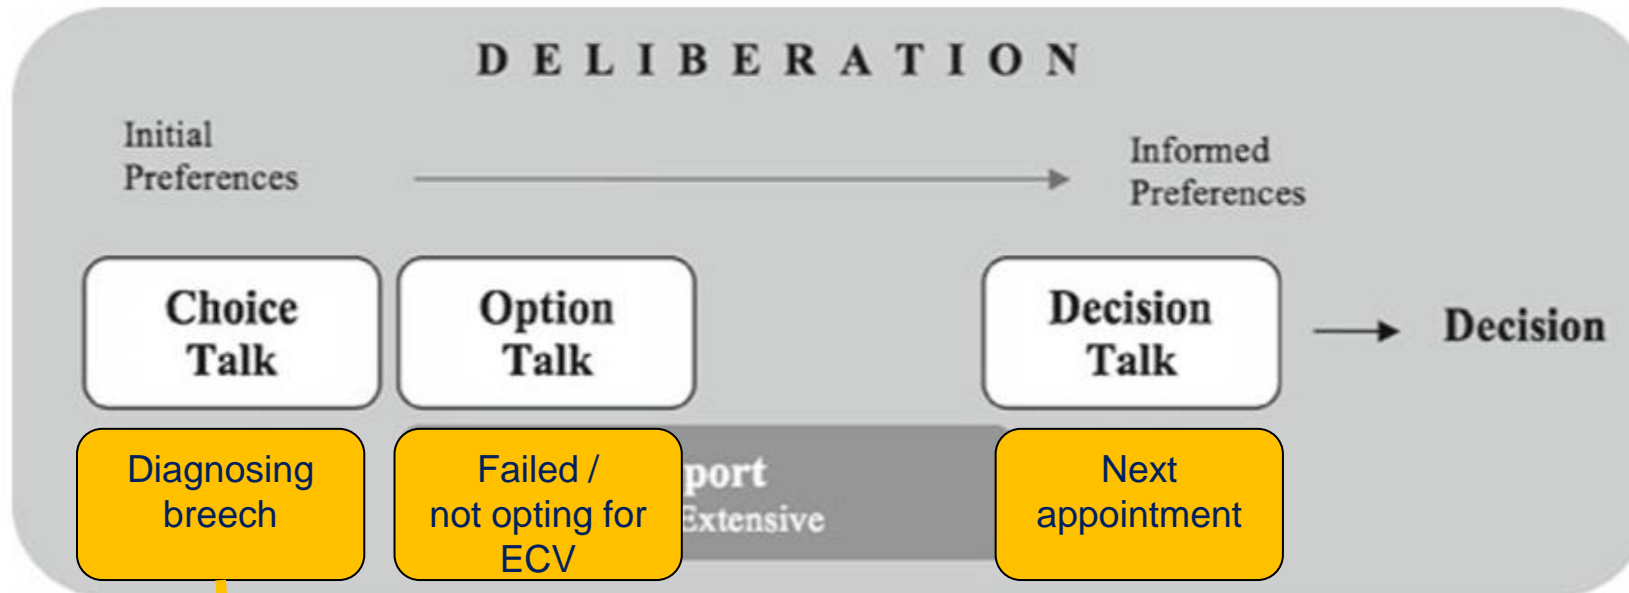 DELIBERATION
Initial
Preferences
Informed
Preferences
Choice
Talk
Option
Talk
Decision
Talk
Decision
Diagnosing
breech
Failed /
not opting for
ECV
port
Extensive
Next
appointment